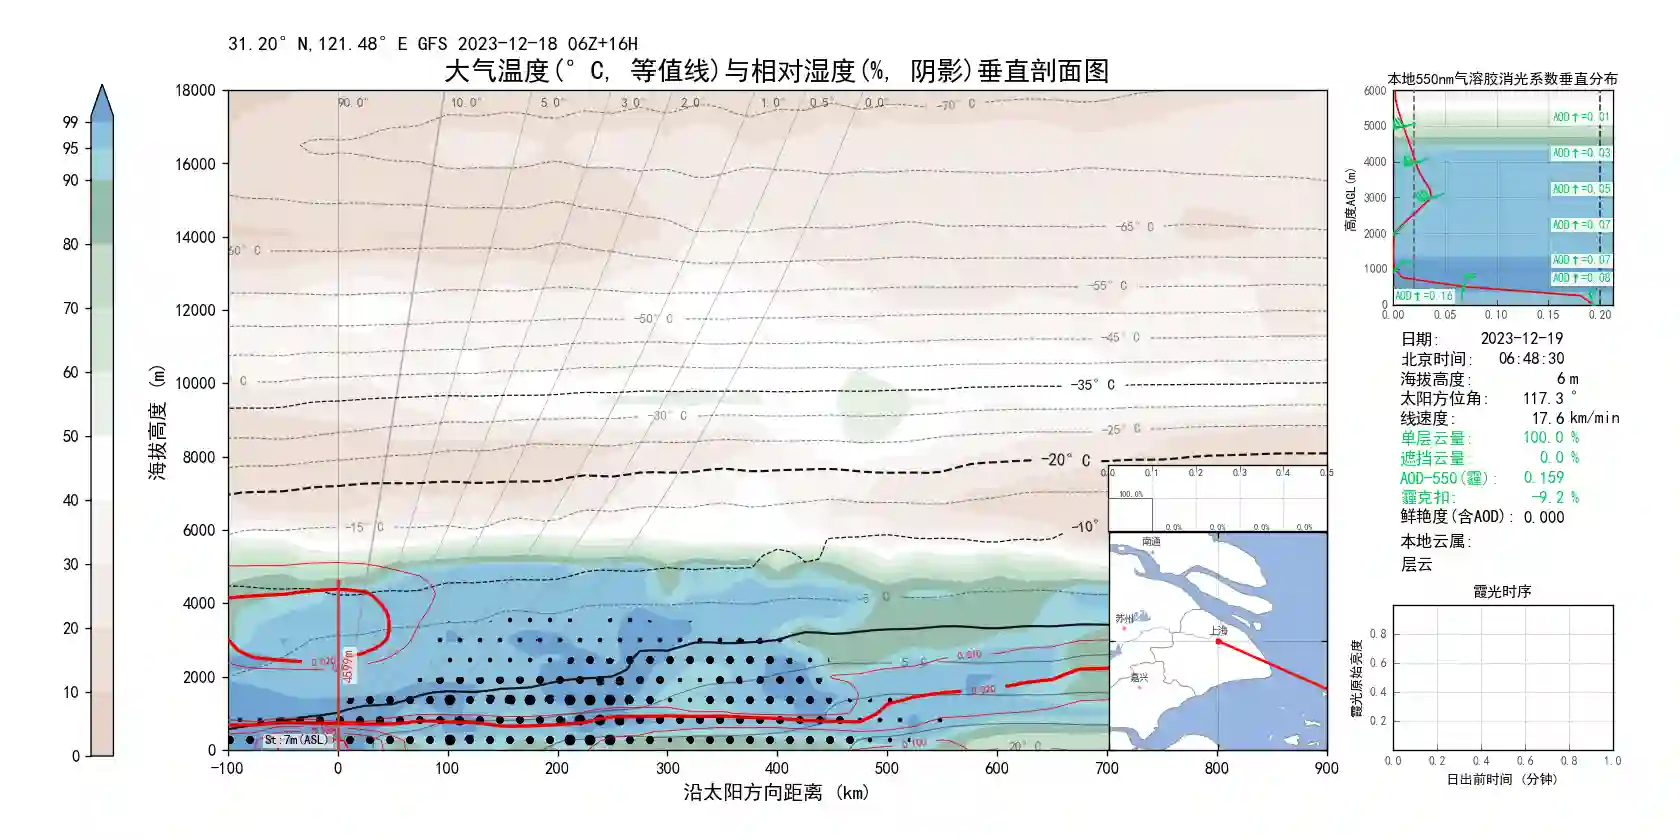 31.20° N,121.48° E GFS 2023-12-18 06Z+16H
大气温度(° C, 等值线)与相对湿度(%, 阴影)垂直剖面图
99
95
90
80
70
60
50
40
30
20
10
0
海拔高度 (m)
18000
16000
14000
12000
10000
8000
6000
4000
2000
0
90.0° 10.0° 5.0° 3.0° 2.0° 1.0° 0.5° 0.0°
-70° C
-65° C
60° C
-55° C
-50° C
-45° C
° C
-35° C
-30° C
-25° C
-20° C
-15° C
-10°
-5 C
-5 C
0.010
0.020
0.020
4599m
St:7m(ASL)
0.100
20° C
-100 0 100 200 300 400 500 600 700 800 900
沿太阳方向距离 (km)
0.0 0.1 0.2 0.3 0.4 0.5
100.0%
0.0% 0.0% 0.0% 0.0%
南通
苏州
上海
嘉兴
本地550nm气溶胶消光系数垂直分布
高度AGL(m)
6000
5000
4000
3000
2000
1000
0
AOD↑=0.01
AOD↑=0.03
AOD↑=0.05
AOD↑=0.07
AOD↑=0.07
AOD↑=0.08
AOD↑=0.16
0.00 0.05 0.10 0.15 0.20
日期: 2023-12-19
北京时间: 06:48:30
海拔高度: 6 m
太阳方位角: 117.3 °
线速度: 17.6 km/min
单层云量: 100.0 %
遮挡云量: 0.0 %
AOD-550(霾): 0.159
霾克扣: -9.2 %
鲜艳度(含AOD): 0.000
本地云属:
层云
霞光时序
霞光原始亮度
0.8
0.6
0.4
0.2
0.0 0.2 0.4 0.6 0.8 1.0
日出前时间 (分钟)